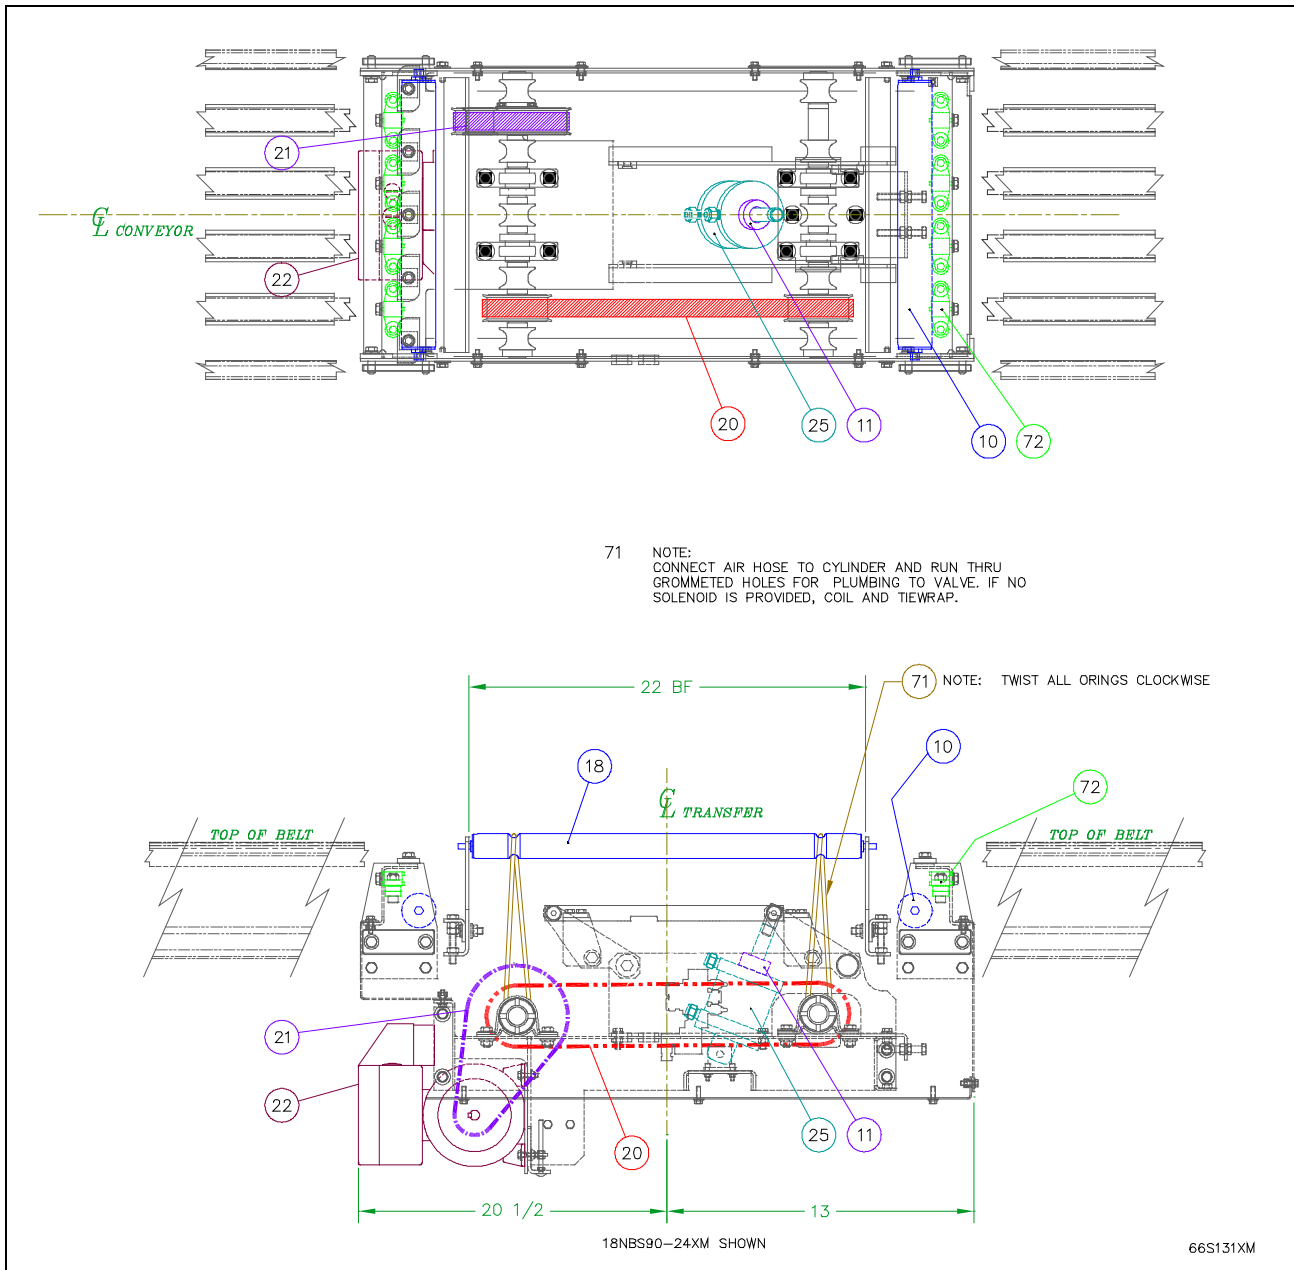 21
℄ CONVEYOR
22
20
25
11
10
72
71 NOTE:
CONNECT AIR HOSE TO CYLINDER AND RUN THRU
GROMMETED HOLES FOR PLUMBING TO VALVE. IF NO
SOLENOID IS PROVIDED, COIL AND TIEWRAP.
22 BF
71 NOTE: TWIST ALL ORINGS CLOCKWISE
18
10
72
℄ TRANSFER
TOP OF BELT
TOP OF BELT
21
22
20
25
11
20 1/2
13
18NBS90-24XM SHOWN
66S131XM